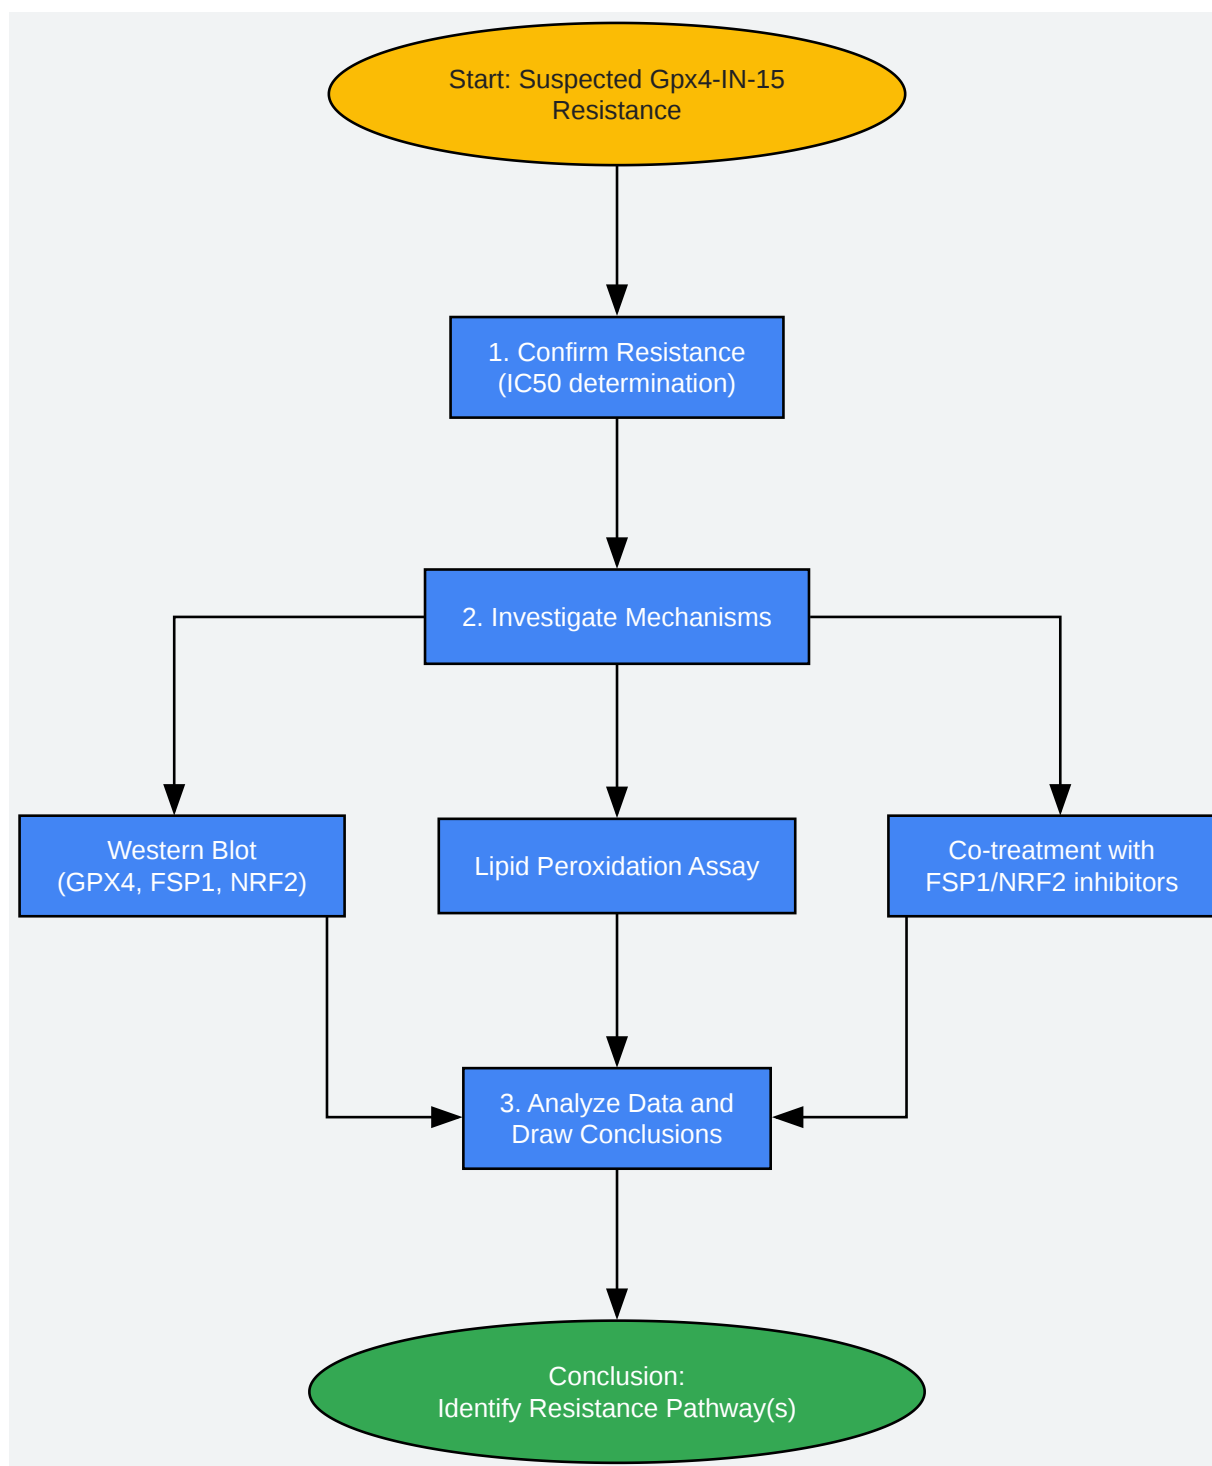 Start: Suspected Gpx4-IN-15
Resistance
1. Confirm Resistance
(IC50 determination)
2. Investigate Mechanisms
Western Blot
(GPX4, FSP1, NRF2)
Lipid Peroxidation Assay
Co-treatment with
FSP1/NRF2 inhibitors
3. Analyze Data and
Draw Conclusions
Conclusion:
Identify Resistance Pathway(s)